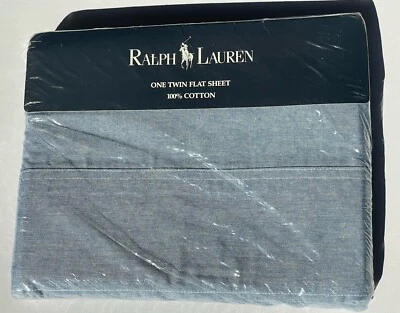 RALPH LAUREN
ONE TWIN FLAT SHEET
100% COTTON